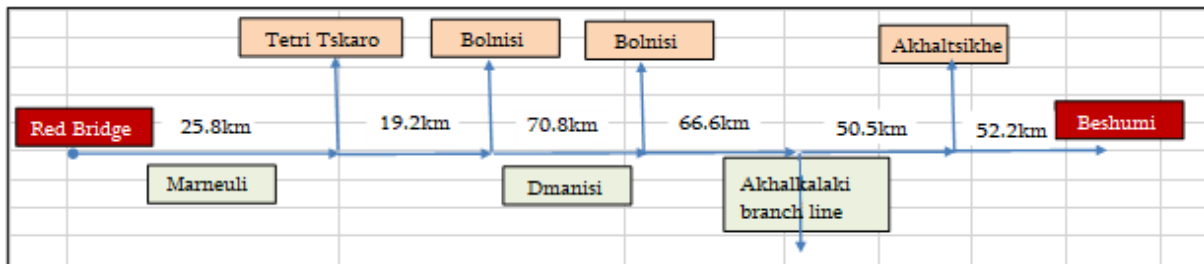 Tetri Tskaro
Bolnisi
Bolnisi
Akhaltsikhe
Red Bridge
25.8km
19.2km
70.8km
66.6km
50.5km
52.2km
Beshumi
Marneuli
Dmanisi
Akhalkalaki
branch line